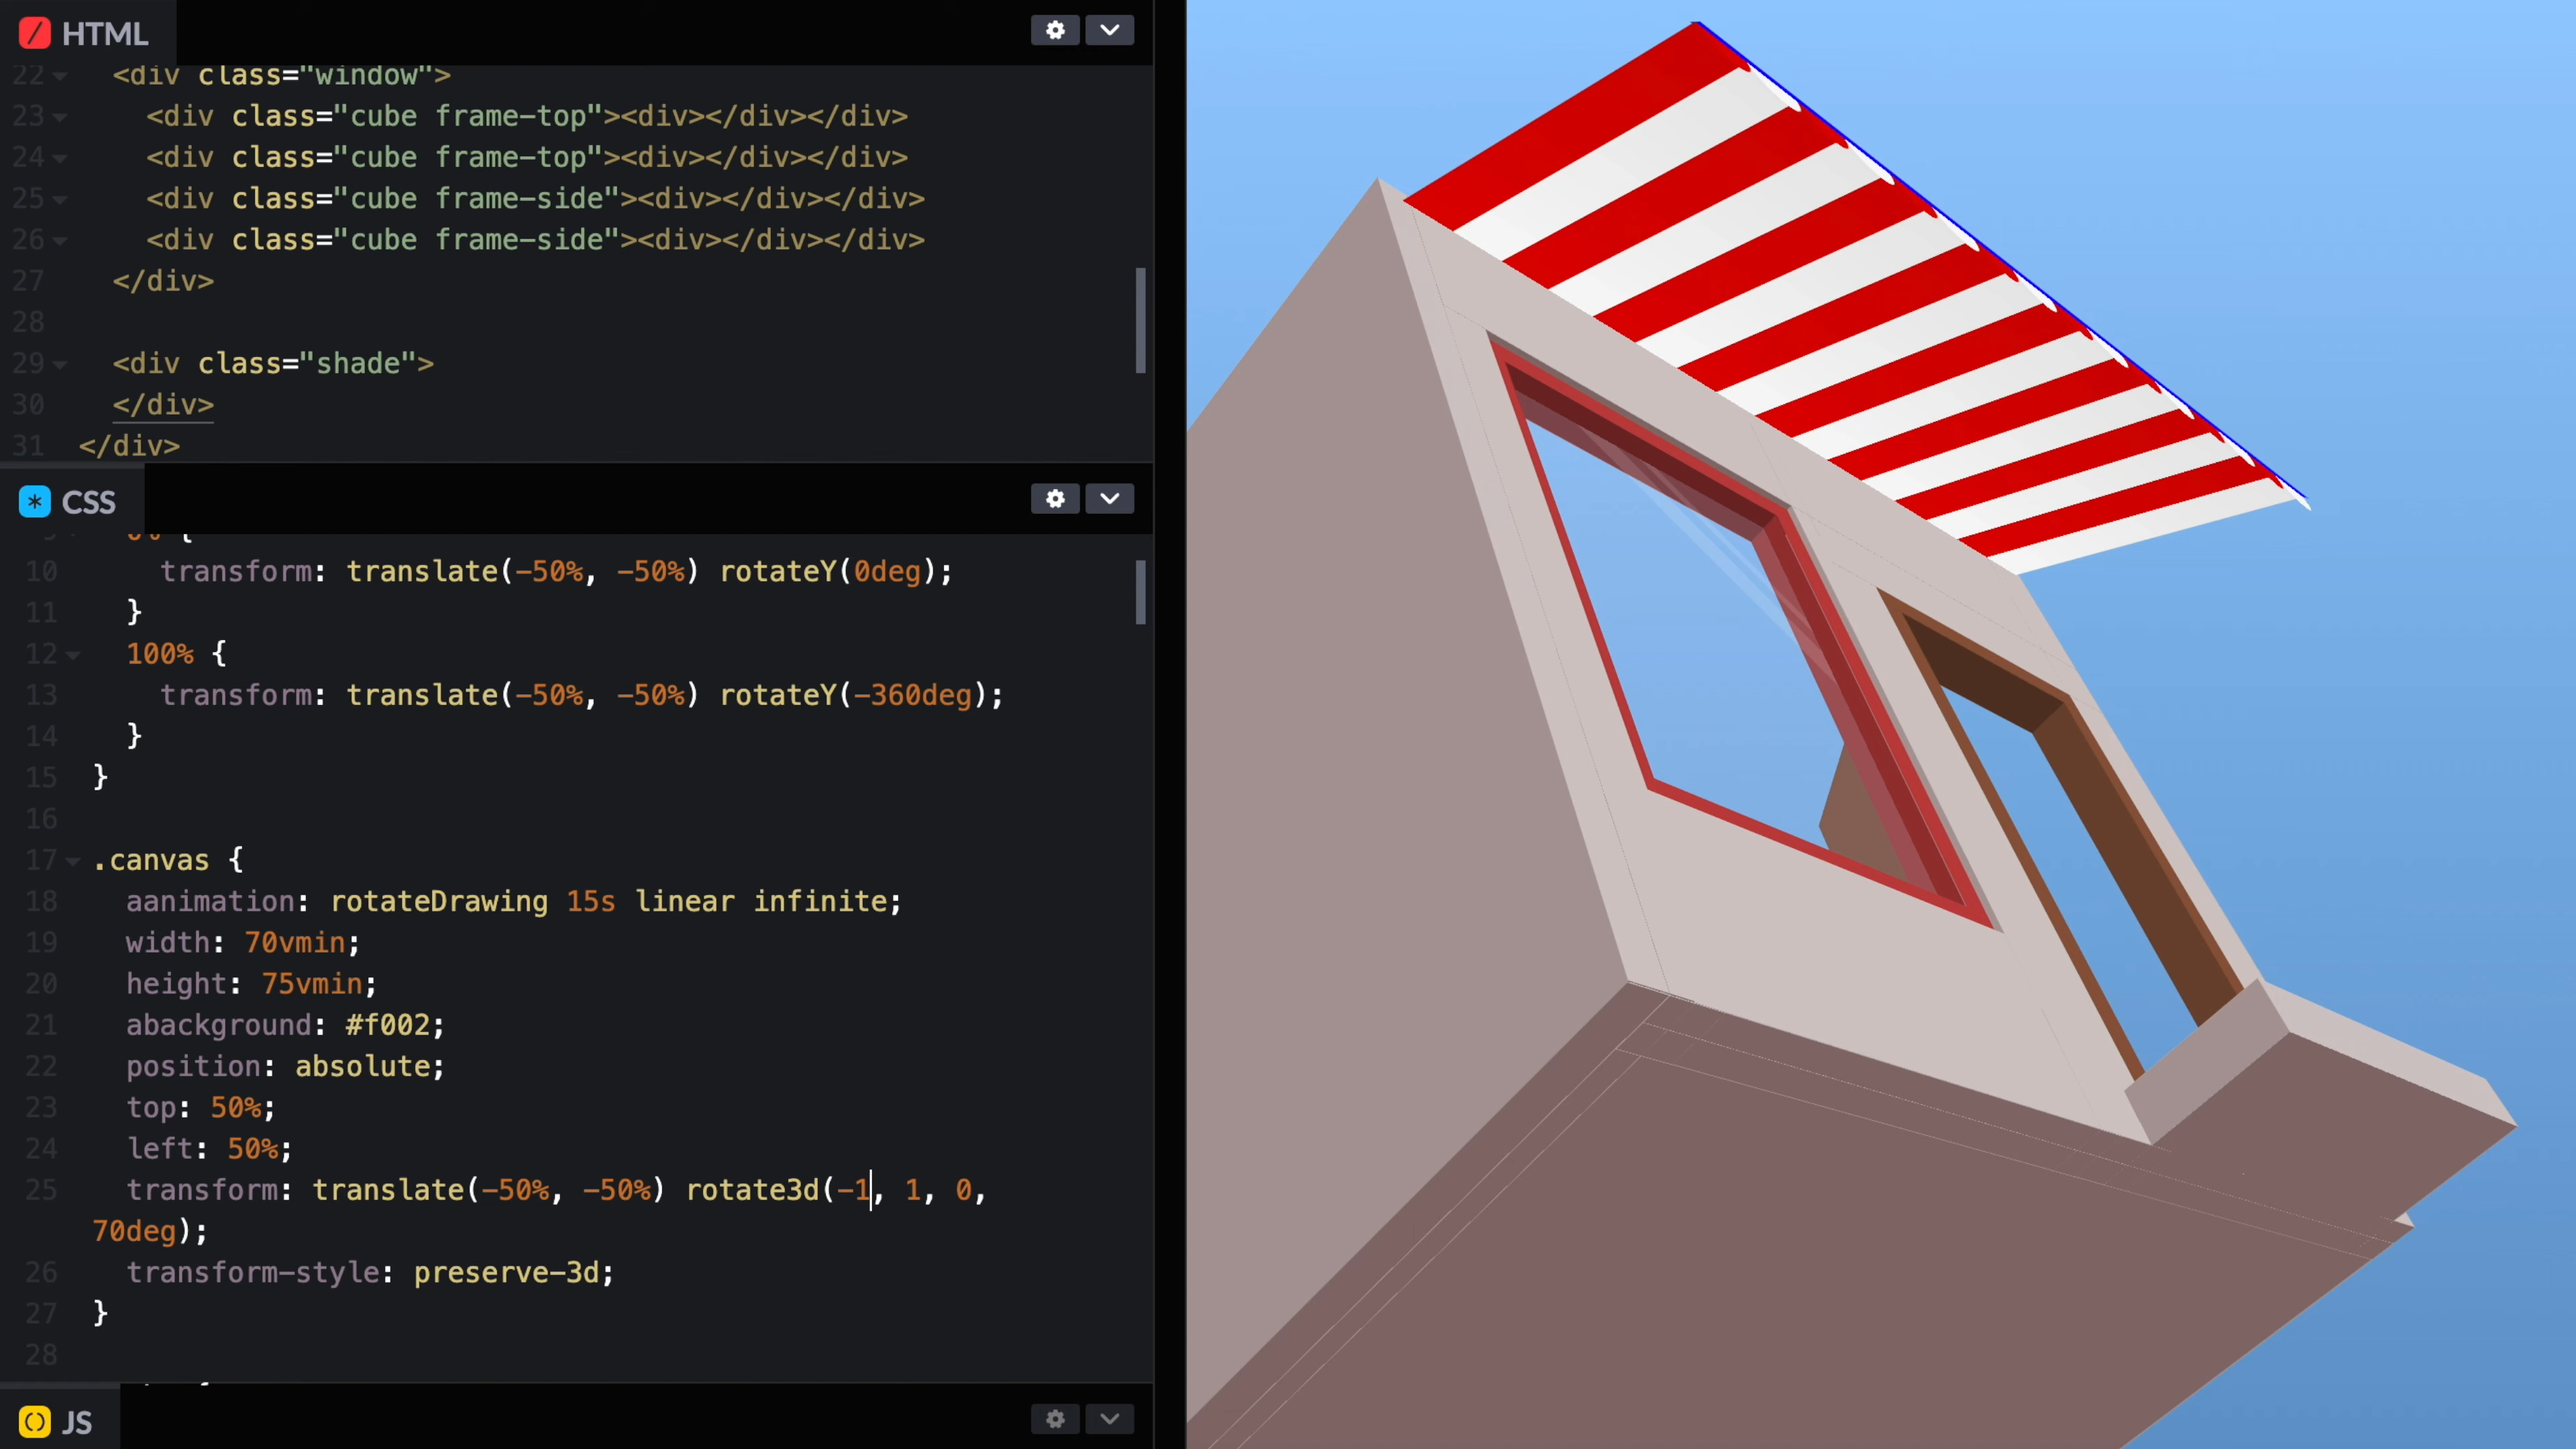 HTML
22 <div class="window">
23 <div class="cube frame-top"><div></div></div>
24 <div class="cube frame-top"><div></div></div>
25 <div class="cube frame-side"><div></div></div>
26 <div class="cube frame-side"><div></div></div>
27 </div>
28
29 <div class="shade">
30 </div>
31 </div>
CSS
10 transform: translate(-50%, -50%) rotateY(0deg);
11 }
12 100% {
13 transform: translate(-50%, -50%) rotateY(-360deg);
14 }
15 }
16
17 .canvas {
18 aanimation: rotateDrawing 15s linear infinite;
19 width: 70vmin;
20 height: 75vmin;
21 abackground: #f002;
22 position: absolute;
23 top: 50%;
24 left: 50%;
25 transform: translate(-50%, -50%) rotate3d(-1, 1, 0,
70deg);
26 transform-style: preserve-3d;
27 }
28
JS